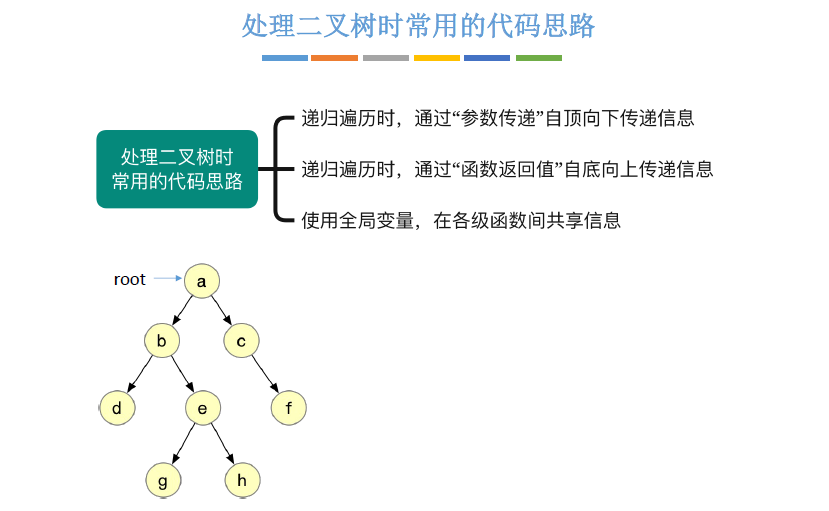 处理二叉树时常用的代码思路
处理二叉树时
常用的代码思路
递归遍历时，通过“参数传递”自顶向下传递信息
递归遍历时，通过“函数返回值”自底向上传递信息
使用全局变量，在各级函数间共享信息
root
a
b
c
d
e
f
g
h